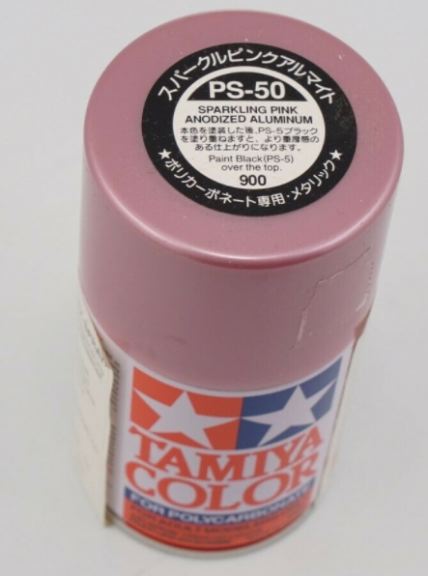 スパークルピンクアルマイト
PS-50
SPARKLING PINK
ANODIZED ALUMINUM
本色を塗装した後、PS-5ブラック
を塗り重ねますと、より重厚感の
ある仕上がりになります。
Paint Black(PS-5)
over the top.
900
★ポリカーボネート専用・メタリック★
TAMIYA
COLOR
FOR POLYCARBONATE